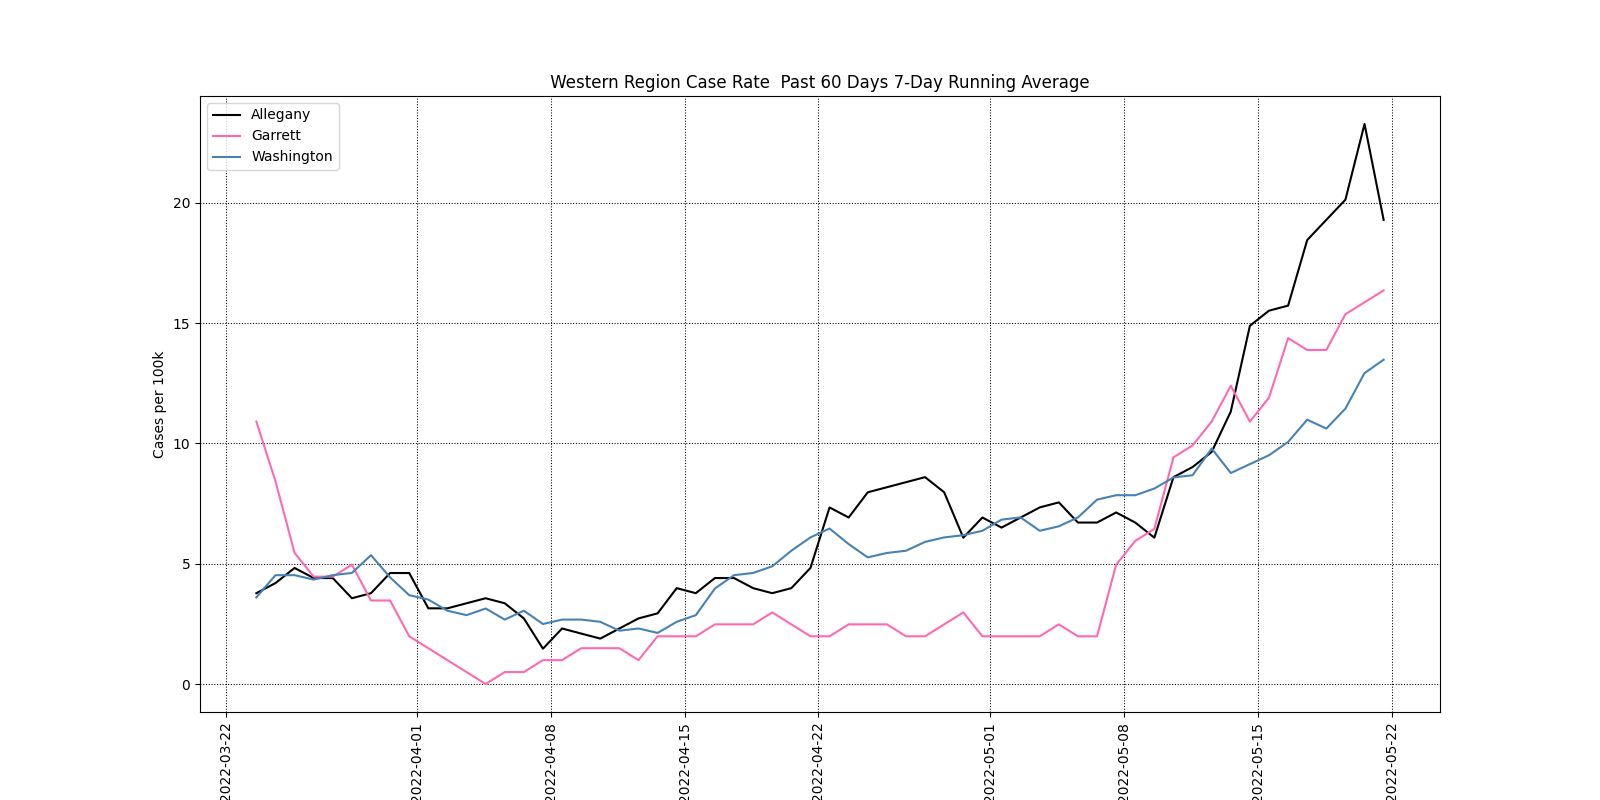 Western Region Case Rate  Past 60 Days 7-Day Running Average
Allegany
Garrett
Washington
Cases per 100k
20
15
10
5
0
2022-03-22
2022-04-01
2022-04-08
2022-04-15
2022-04-22
2022-05-01
2022-05-08
2022-05-15
2022-05-22